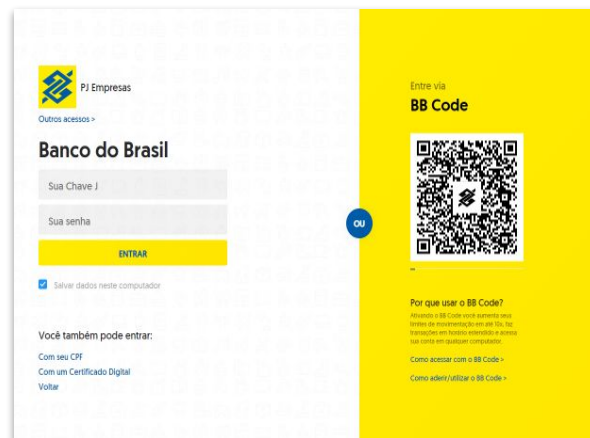 PJ Empresas
Outros acessos >
Banco do Brasil
Sua Chave J
Sua senha
ENTRAR
Salvar dados neste computador
Você também pode entrar:
Com seu CPF
Com um Certificado Digital
Voltar
OU
Entre via
BB Code
Por que usar o BB Code?
Ativando o BB Code você aumenta seus
limites de movimentação em até 10x, faz
transações em horário estendido e acessa
sua conta em qualquer computador.
Como acessar com o BB Code >
Como aderir/utilizar o BB Code >